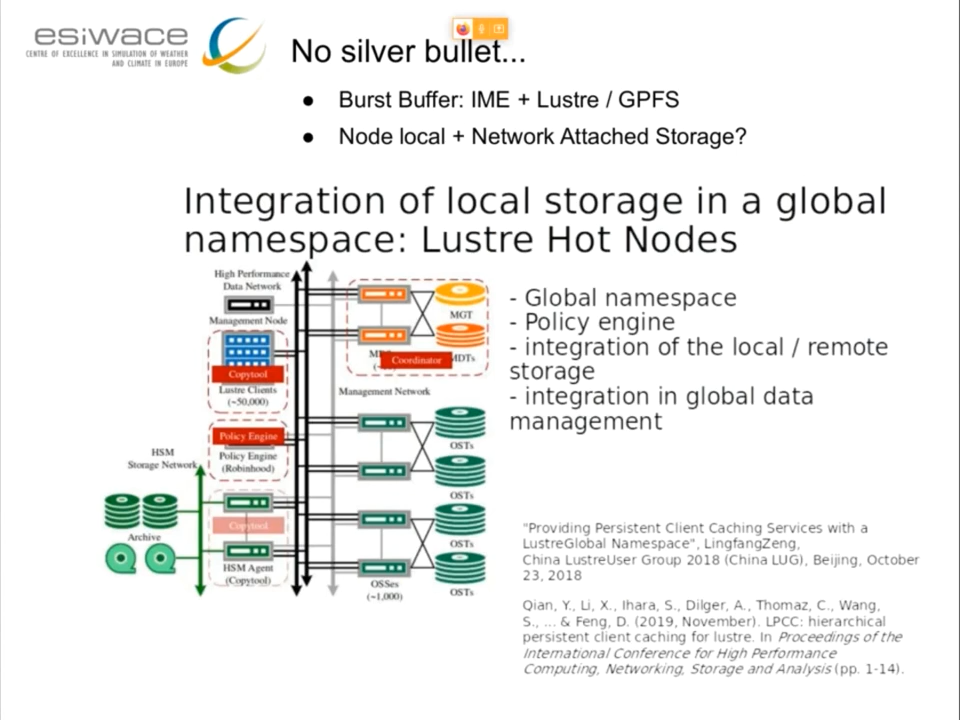 esiwace
CENTRE OF EXCELLENCE IN SIMULATION OF WEATHER
AND CLIMATE IN EUROPE
No silver bullet...
● Burst Buffer: IME + Lustre / GPFS
● Node local + Network Attached Storage?
Integration of local storage in a global
namespace: Lustre Hot Nodes
High Performance
Data Network
Management Node
Copytool
Lustre Clients
(~50,000)
Policy Engine
Policy Engine
(Robinhood)
HSM
Storage Network
Archive
Copytool
HSM Agent
(Copytool)
MGT
Coordinator
MDTs
Management Network
OSTs
OSTs
OSTs
OSTs
OSSes
(~1,000)
- Global namespace
- Policy engine
- integration of the local / remote
storage
- integration in global data
management
"Providing Persistent Client Caching Services with a
LustreGlobal Namespace", LingfangZeng,
China LustreUser Group 2018 (China LUG), Beijing, October
23, 2018
Qian, Y., Li, X., Ihara, S., Dilger, A., Thomaz, C., Wang,
S., ... & Feng, D. (2019, November). LPCC: hierarchical
persistent client caching for lustre. In Proceedings of the
International Conference for High Performance
Computing, Networking, Storage and Analysis (pp. 1-14).